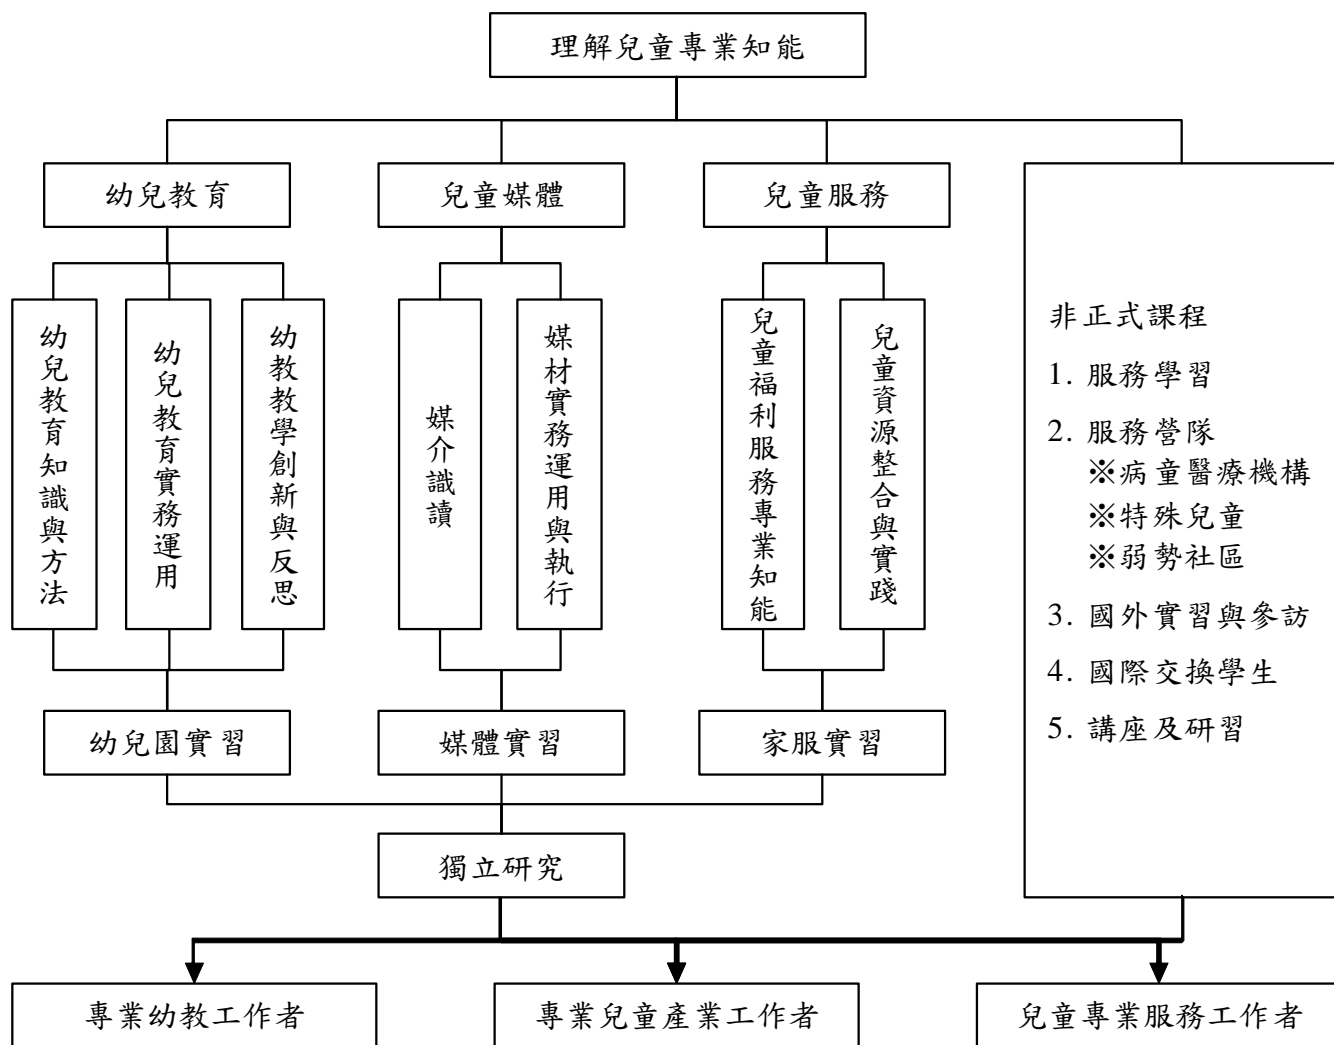 理解兒童專業知能
幼兒教育
兒童媒體
兒童服務
幼兒教育知識與方法
幼兒教育實務運用
幼教教學創新與反思
媒介識讀
媒材實務運用與執行
兒童福利服務專業知能
兒童資源整合與實踐
非正式課程
1. 服務學習
2. 服務營隊
※病童醫療機構
※特殊兒童
※弱勢社區
3. 國外實習與參訪
4. 國際交換學生
5. 講座及研習
幼兒園實習
媒體實習
家服實習
獨立研究
專業幼教工作者
專業兒童產業工作者
兒童專業服務工作者